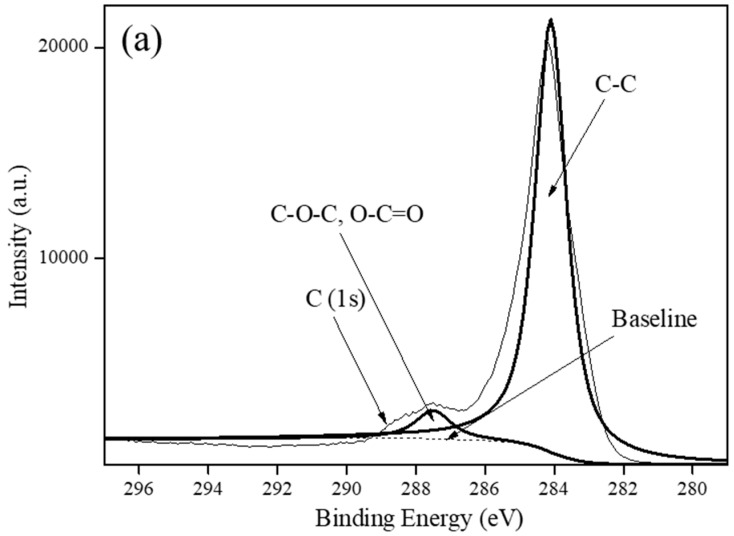 (a)
20000
10000
Intensity (a.u.)
C-C
C-O-C, O-C=O
C (1s)
Baseline
296 294 292 290 288 286 284 282 280
Binding Energy (eV)